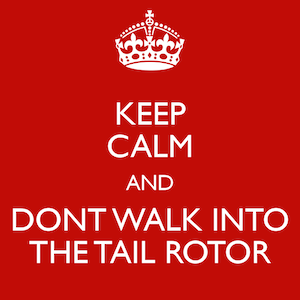 KEEP
CALM
AND
DONT WALK INTO
THE TAIL ROTOR